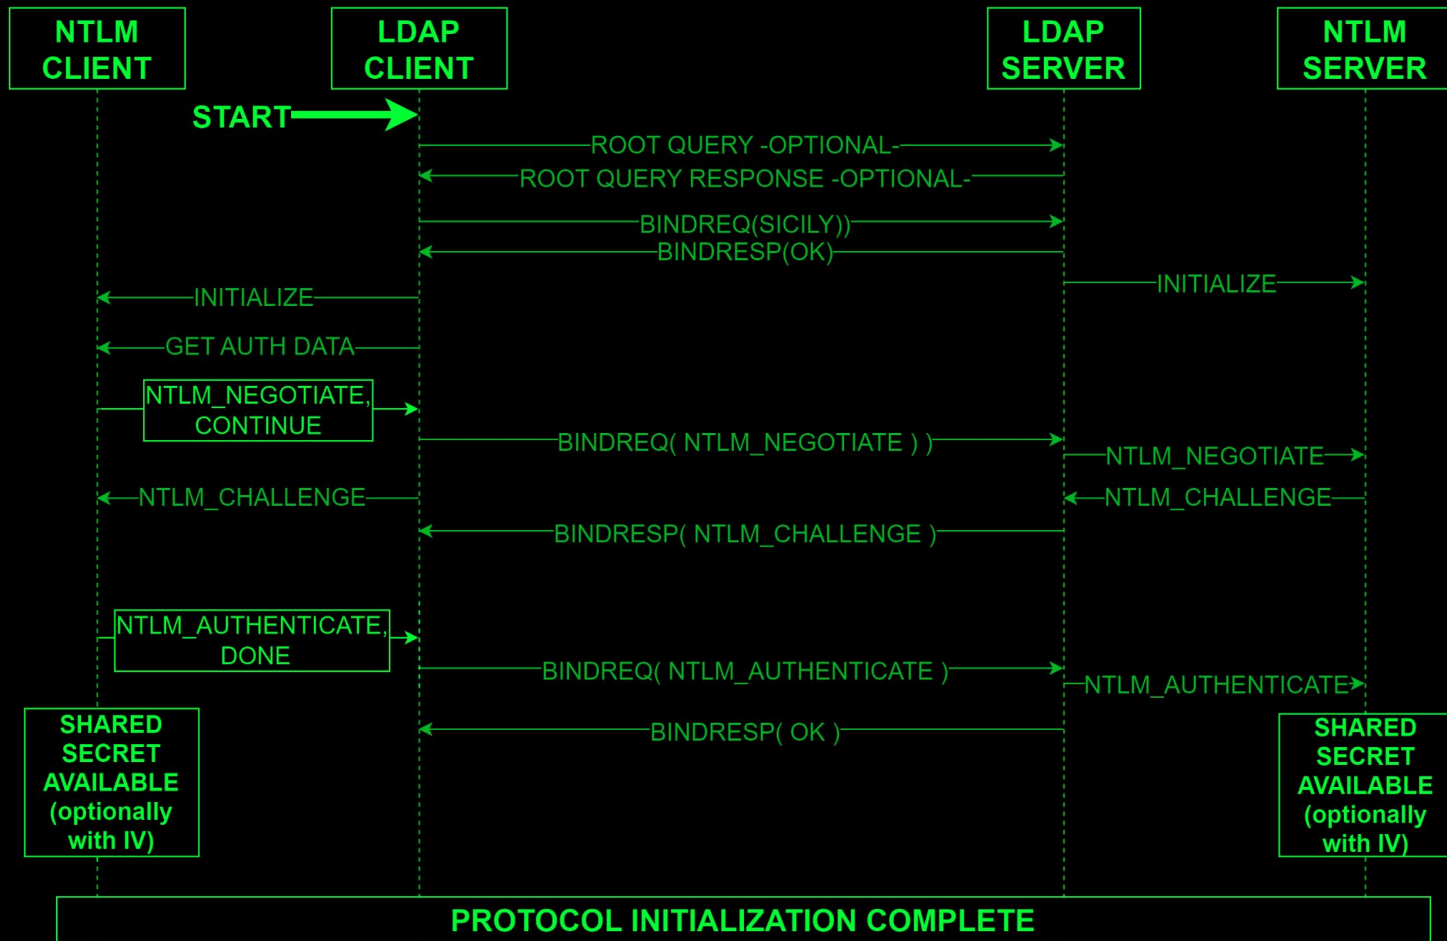 NTLM
CLIENT
LDAP
CLIENT
LDAP
SERVER
NTLM
SERVER
START
ROOT QUERY -OPTIONAL-
ROOT QUERY RESPONSE -OPTIONAL-
BINDREQ(SICILY))
BINDRESP(OK)
INITIALIZE
INITIALIZE
GET AUTH DATA
NTLM_NEGOTIATE,
CONTINUE
BINDREQ( NTLM_NEGOTIATE ) )
NTLM_NEGOTIATE
NTLM_CHALLENGE
NTLM_CHALLENGE
BINDRESP( NTLM_CHALLENGE )
NTLM_AUTHENTICATE,
DONE
BINDREQ( NTLM_AUTHENTICATE )
NTLM_AUTHENTICATE
BINDRESP( OK )
SHARED
SECRET
AVAILABLE
(optionally
with IV)
SHARED
SECRET
AVAILABLE
(optionally
with IV)
PROTOCOL INITIALIZATION COMPLETE